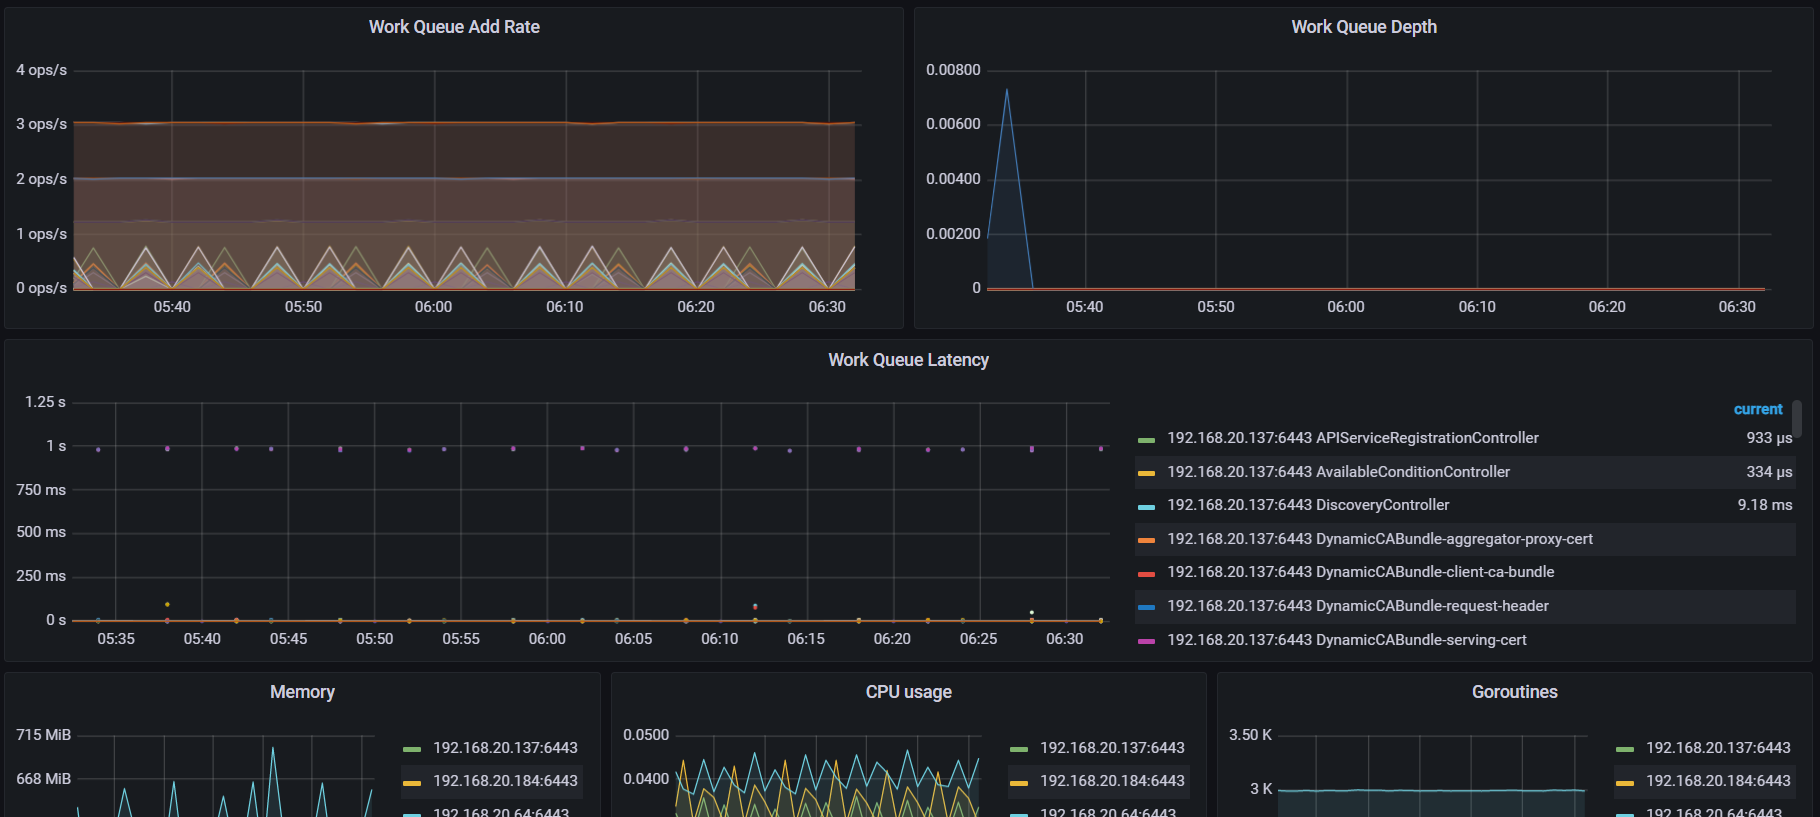 Work Queue Add Rate
4 ops/s
3 ops/s
2 ops/s
1 ops/s
0 ops/s
05:40 05:50 06:00 06:10 06:20 06:30
Work Queue Depth
0.00800
0.00600
0.00400
0.00200
0
05:40 05:50 06:00 06:10 06:20 06:30
Work Queue Latency
1.25 s
1 s
750 ms
500 ms
250 ms
0 s
05:35 05:40 05:45 05:50 05:55 06:00 06:05 06:10 06:15 06:20 06:25 06:30
current
192.168.20.137:6443 APIServiceRegistrationController 933 µs
192.168.20.137:6443 AvailableConditionController 334 µs
192.168.20.137:6443 DiscoveryController 9.18 ms
192.168.20.137:6443 DynamicCABundle-aggregator-proxy-cert
192.168.20.137:6443 DynamicCABundle-client-ca-bundle
192.168.20.137:6443 DynamicCABundle-request-header
192.168.20.137:6443 DynamicCABundle-serving-cert
Memory
715 MiB
668 MiB
192.168.20.137:6443
192.168.20.184:6443
192.168.20.64:6443
CPU usage
0.0500
0.0400
192.168.20.137:6443
192.168.20.184:6443
192.168.20.64:6443
Goroutines
3.50 K
3 K
192.168.20.137:6443
192.168.20.184:6443
192.168.20.64:6443